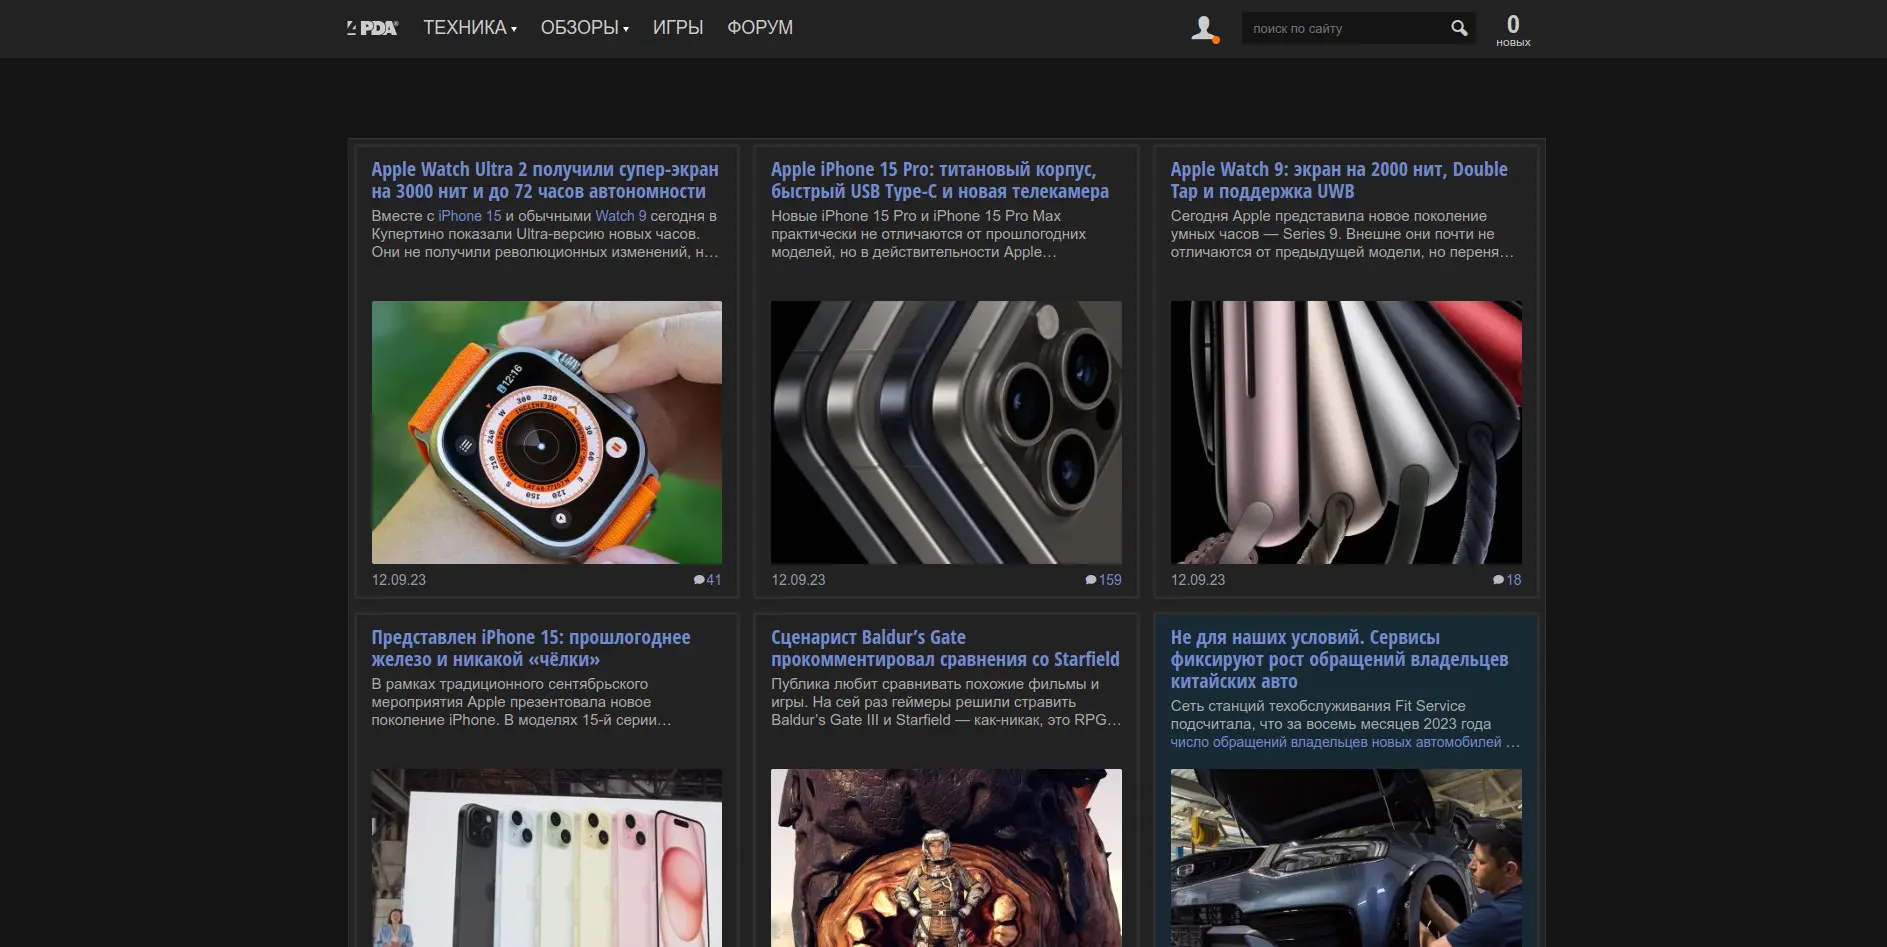 4PDA
ТЕХНИКА
ОБЗОРЫ
ИГРЫ
ФОРУМ
поиск по сайту
0
новых
Apple Watch Ultra 2 получили супер-экран
на 3000 нит и до 72 часов автономности
Вместе с iPhone 15 и обычными Watch 9 сегодня в
Купертино показали Ultra-версию новых часов.
Они не получили революционных изменений, н…
12:16
12.09.23
41
Apple iPhone 15 Pro: титановый корпус,
быстрый USB Type-C и новая телекамера
Новые iPhone 15 Pro и iPhone 15 Pro Max
практически не отличаются от прошлогодних
моделей, но в действительности Apple…
12.09.23
159
Apple Watch 9: экран на 2000 нит, Double
Tap и поддержка UWB
Сегодня Apple представила новое поколение
умных часов — Series 9. Внешне они почти не
отличаются от предыдущей модели, но переня…
12.09.23
18
Представлен iPhone 15: прошлогоднее
железо и никакой «чёлки»
В рамках традиционного сентябрьского
мероприятия Apple презентовала новое
поколение iPhone. В моделях 15-й серии…
Сценарист Baldur’s Gate
прокомментировал сравнения со Starfield
Публика любит сравнивать похожие фильмы и
игры. На сей раз геймеры решили стравить
Baldur’s Gate III и Starfield — как-никак, это RPG…
Не для наших условий. Сервисы
фиксируют рост обращений владельцев
китайских авто
Сеть станций техобслуживания Fit Service
подсчитала, что за восемь месяцев 2023 года
число обращений владельцев новых автомобилей …